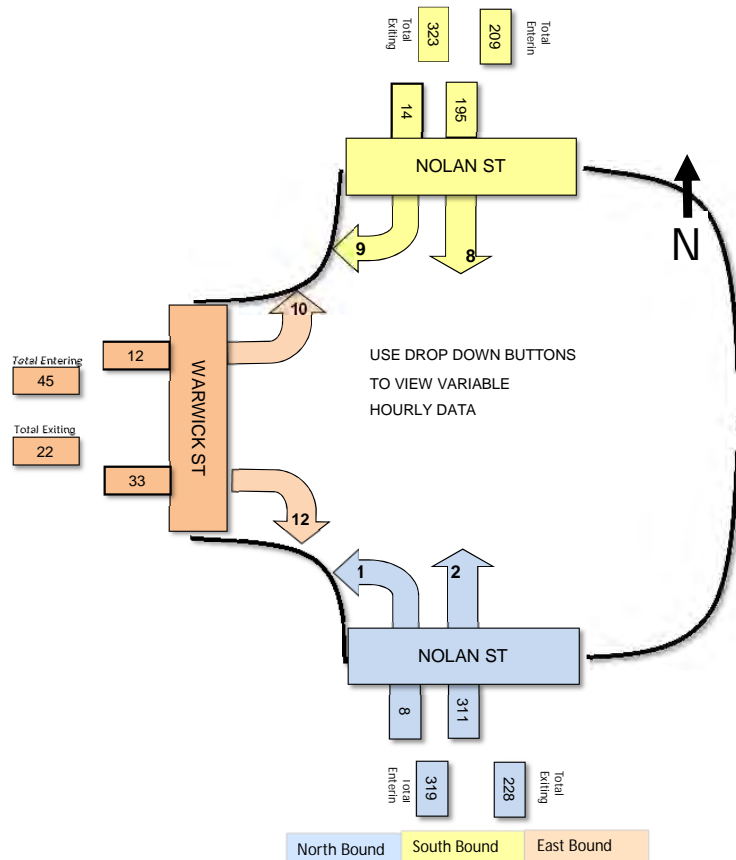 Total
Exiting
323
209
Total
Enterin
14
195
NOLAN ST
N
9
8
10
12
Total Entering
45
WARWICK ST
USE DROP DOWN BUTTONS
TO VIEW VARIABLE
HOURLY DATA
Total Exiting
22
33
12
1
2
NOLAN ST
8
311
Total
Enterin
319
228
Total
Exiting
North Bound
South Bound
East Bound